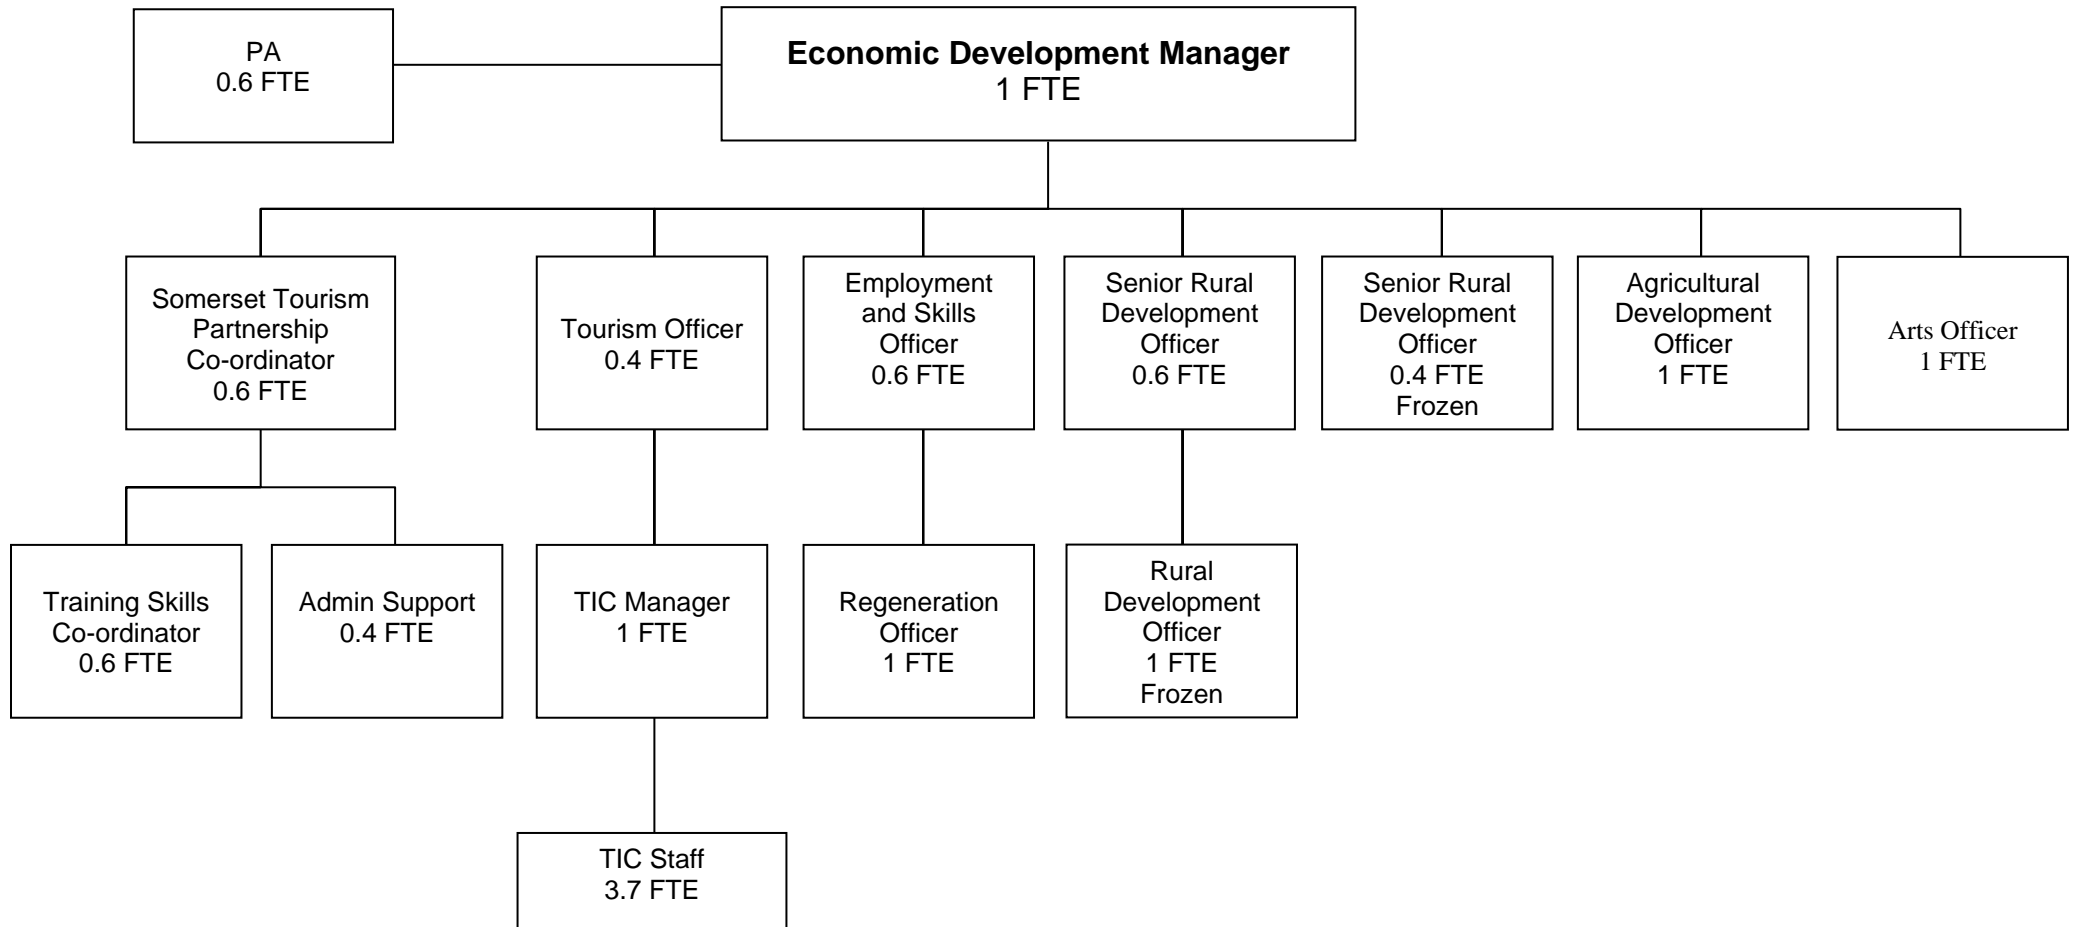 PA
0.6 FTE
Economic Development Manager
1 FTE
Somerset Tourism
Partnership
Co-ordinator
0.6 FTE
Tourism Officer
0.4 FTE
Employment
and Skills
Officer
0.6 FTE
Senior Rural
Development
Officer
0.6 FTE
Senior Rural
Development
Officer
0.4 FTE
Frozen
Agricultural
Development
Officer
1 FTE
Arts Officer
1 FTE
Training Skills
Co-ordinator
0.6 FTE
Admin Support
0.4 FTE
TIC Manager
1 FTE
Regeneration
Officer
1 FTE
Rural
Development
Officer
1 FTE
Frozen
TIC Staff
3.7 FTE